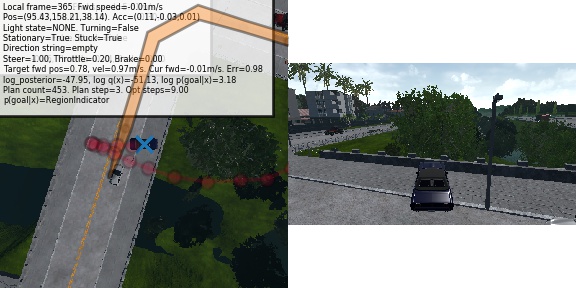 Local frame=365. Fwd speed=-0.01m/s
Pos=(95.43,158.21,38.14). Acc=(0.11,-0.03,0.01)
Light state=NONE. Turning=False
Stationary=True. Stuck=True
Direction string=empty
Steer=1.00, Throttle=0.20, Brake=0.00
Target fwd pos=0.78, vel=0.97m/s. Cur fwd=-0.01m/s. Err=0.98
log_posterior=-47.95, log q(x)=-51.13, log p(goal|x)=3.18
Plan count=453. Plan step=3. Opt steps=9.00
p(goal|x)=RegionIndicator